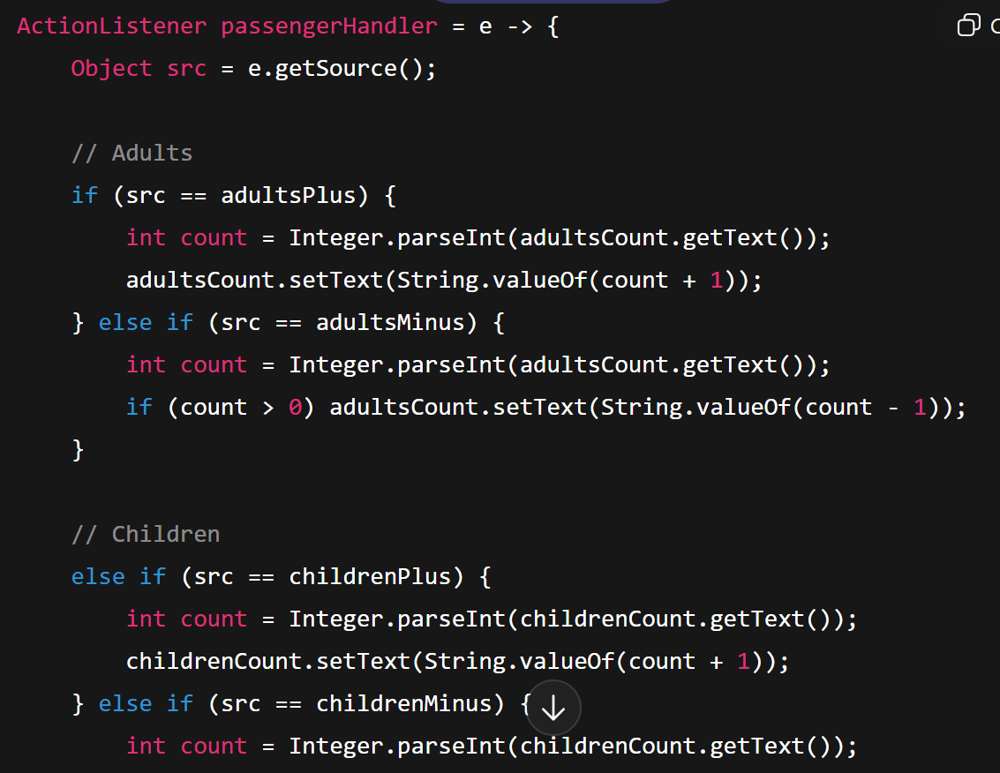 ActionListener passengerHandler = e -> {
    Object src = e.getSource();
    // Adults
    if (src == adultsPlus) {
        int count = Integer.parseInt(adultsCount.getText());
        adultsCount.setText(String.valueOf(count + 1));
    } else if (src == adultsMinus) {
        int count = Integer.parseInt(adultsCount.getText());
        if (count > 0) adultsCount.setText(String.valueOf(count - 1));
    }
    // Children
    else if (src == childrenPlus) {
        int count = Integer.parseInt(childrenCount.getText());
        childrenCount.setText(String.valueOf(count + 1));
    } else if (src == childrenMinus) {
        int count = Integer.parseInt(childrenCount.getText());